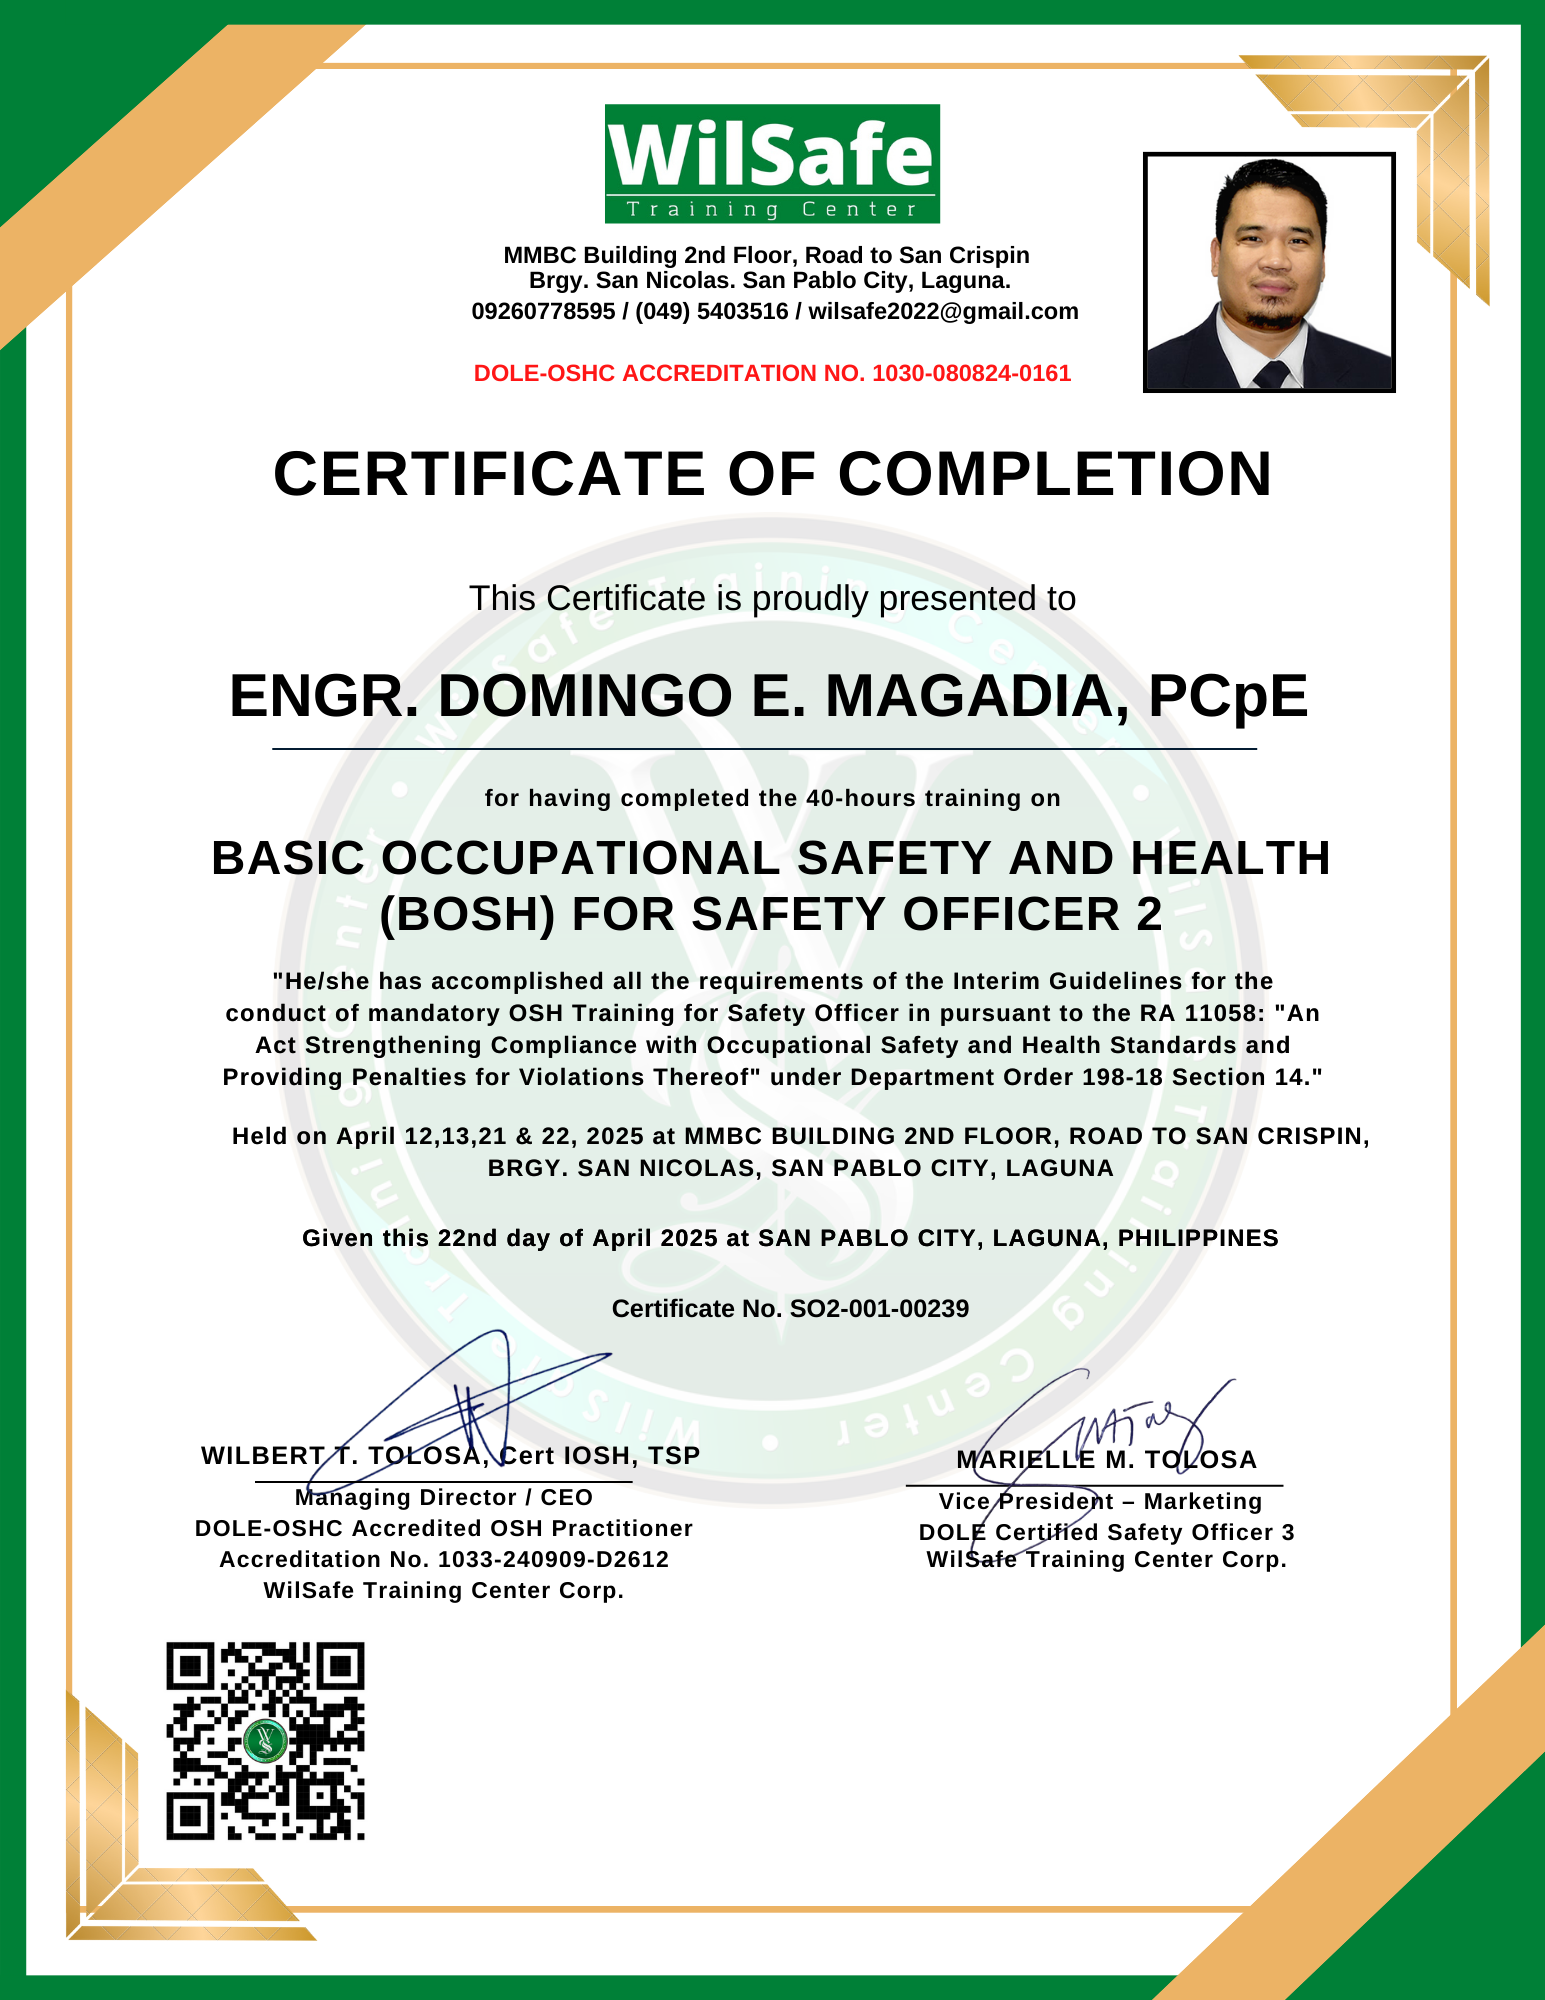 WilSafe
Training Center
MMBC Building 2nd Floor, Road to San Crispin
Brgy. San Nicolas. San Pablo City, Laguna.
09260778595 / (049) 5403516 / wilsafe2022@gmail.com
DOLE-OSHC ACCREDITATION NO. 1030-080824-0161
CERTIFICATE OF COMPLETION
This Certificate is proudly presented to
ENGR. DOMINGO E. MAGADIA, PCpE
for having completed the 40-hours training on
BASIC OCCUPATIONAL SAFETY AND HEALTH
(BOSH) FOR SAFETY OFFICER 2
"He/she has accomplished all the requirements of the Interim Guidelines for the
conduct of mandatory OSH Training for Safety Officer in pursuant to the RA 11058: "An
Act Strengthening Compliance with Occupational Safety and Health Standards and
Providing Penalties for Violations Thereof" under Department Order 198-18 Section 14."
Held on April 12,13,21 & 22, 2025 at MMBC BUILDING 2ND FLOOR, ROAD TO SAN CRISPIN,
BRGY. SAN NICOLAS, SAN PABLO CITY, LAGUNA
Given this 22nd day of April 2025 at SAN PABLO CITY, LAGUNA, PHILIPPINES
Certificate No. SO2-001-00239
WILBERT T. TOLOSA, Cert IOSH, TSP
Managing Director / CEO
DOLE-OSHC Accredited OSH Practitioner
Accreditation No. 1033-240909-D2612
WilSafe Training Center Corp.
MARIELLE M. TOLOSA
Vice President – Marketing
DOLE Certified Safety Officer 3
WilSafe Training Center Corp.
WilSafe Training Center • WilSafe Training Center • WilSafe Training Center •